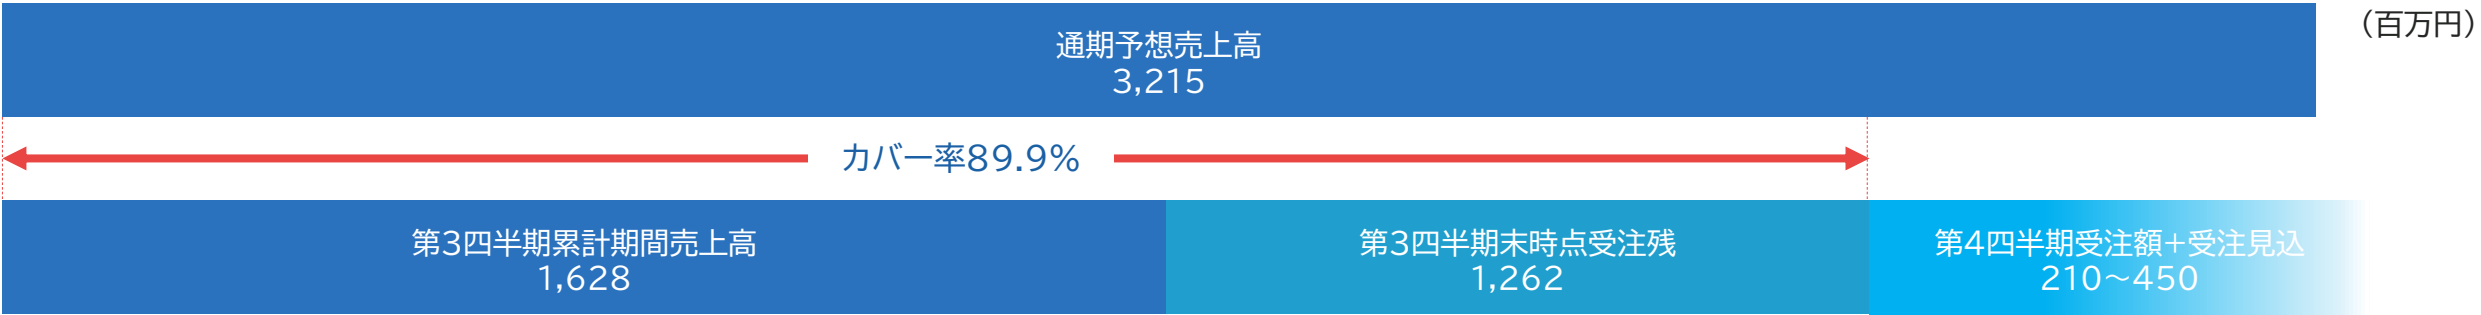 （百万円）
通期予想売上高
3,215
カバー率89.9%
第3四半期累計期間売上高
1,628
第3四半期末時点受注残
1,262
第4四半期受注額+受注見込
210～450